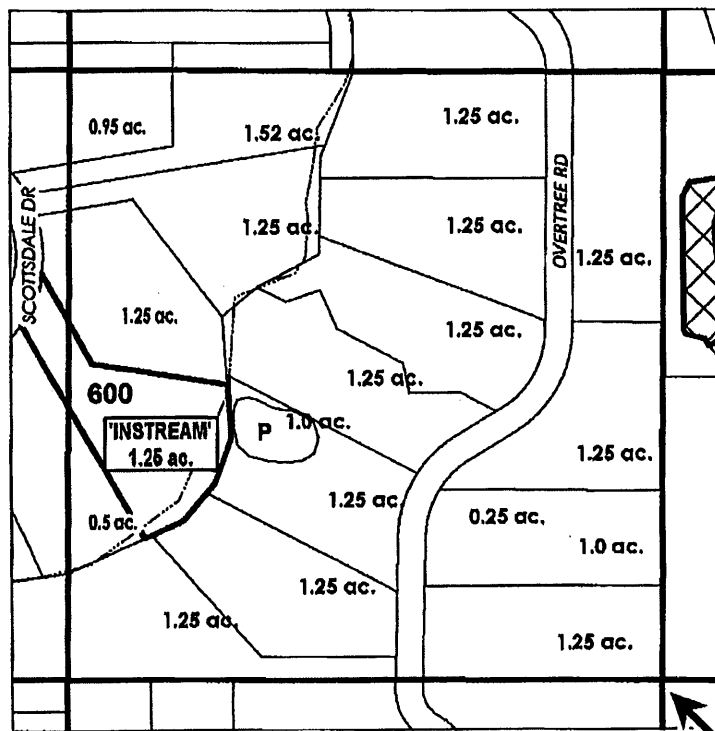 0.95 ac.
1.52 ac.
1.25 ac.
SCOTTSDALE DR
1.25 ac.
1.25 ac.
OVERTREE RD
1.25 ac.
1.25 ac.
1.25 ac.
1.25 ac.
600
'INSTREAM'
1.25 ac.
P
1.0 ac.
0.5 ac.
1.25 ac.
1.25 ac.
0.25 ac.
1.0 ac.
1.25 ac.
1.25 ac.
1.25 ac.